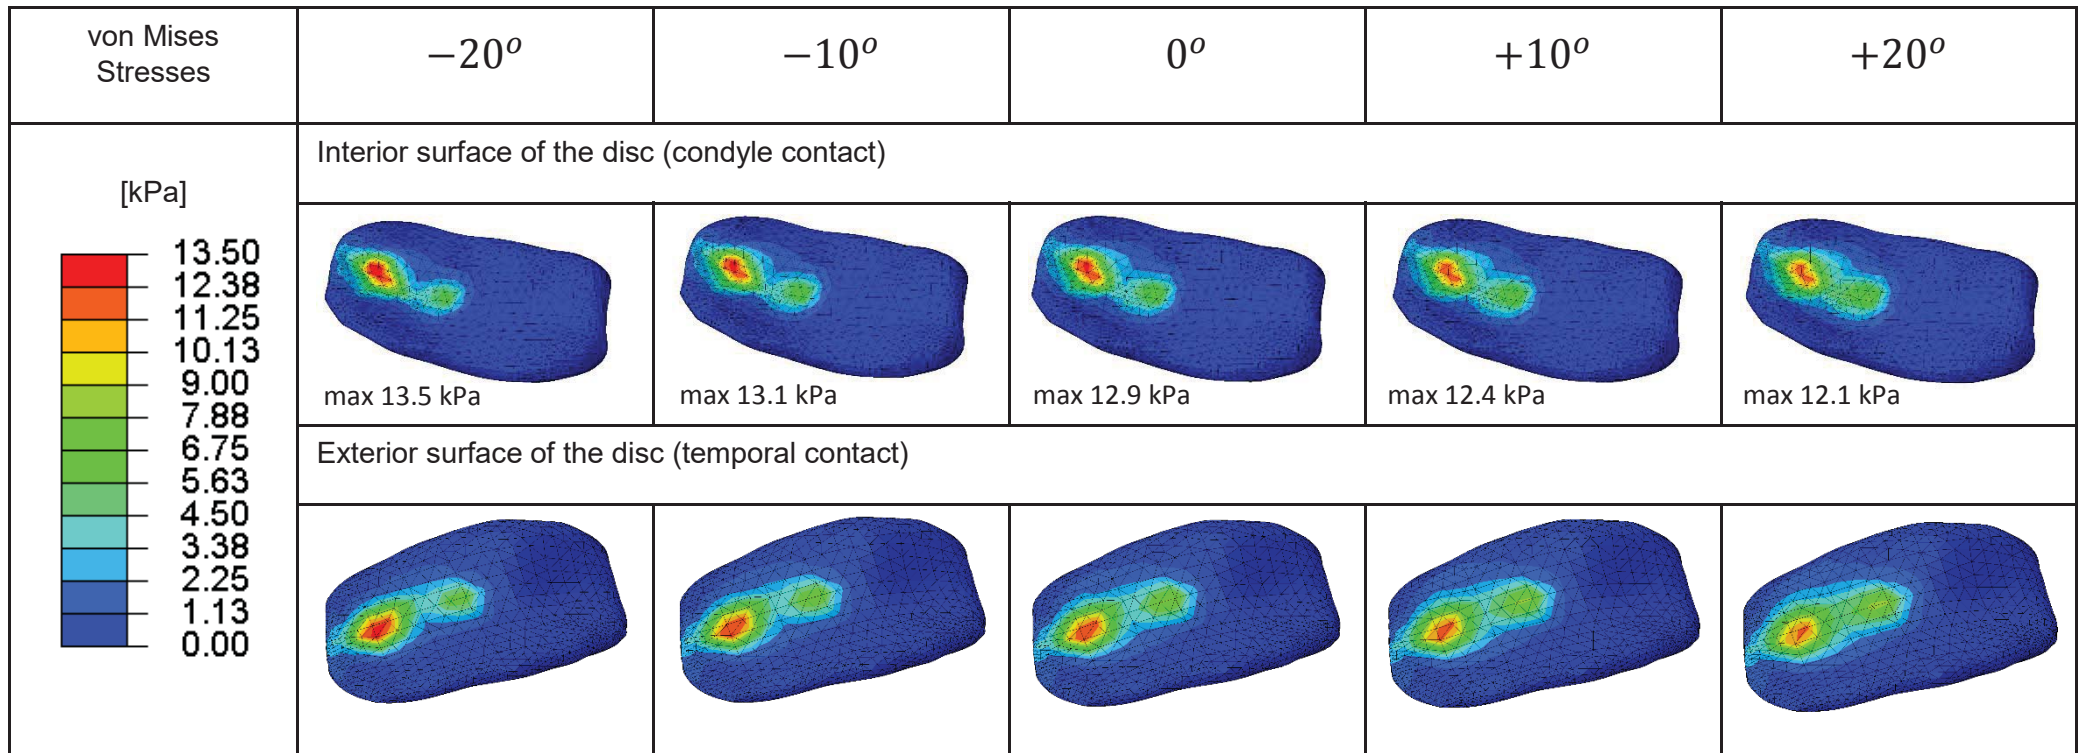 von Mises
Stresses
−20°
−10°
0°
+10°
+20°
Interior surface of the disc (condyle contact)
[kPa]
13.50
12.38
11.25
10.13
9.00
7.88
6.75
5.63
4.50
3.38
2.25
1.13
0.00
max 13.5 kPa
max 13.1 kPa
max 12.9 kPa
max 12.4 kPa
max 12.1 kPa
Exterior surface of the disc (temporal contact)